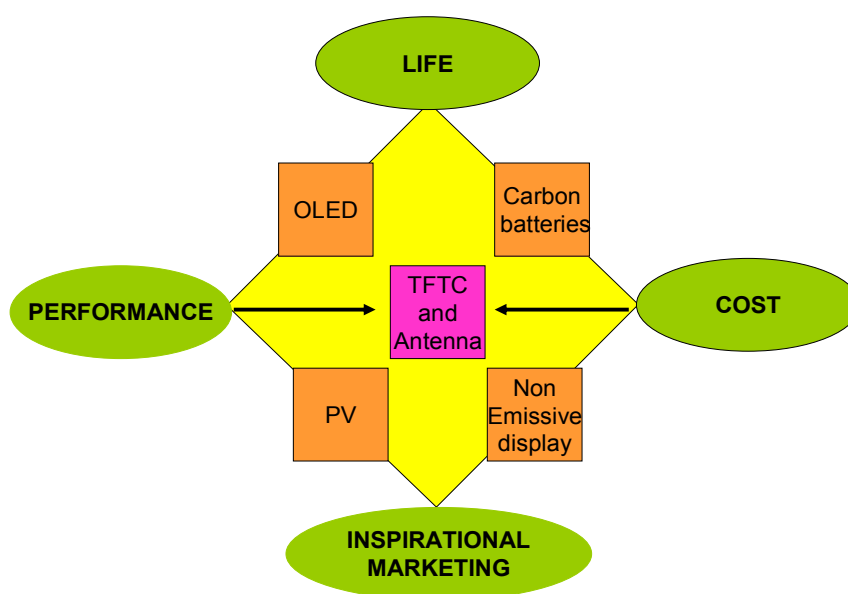 LIFE
OLED
Carbon
batteries
PERFORMANCE
TFTC
and
Antenna
COST
PV
Non
Emissive
display
INSPIRATIONAL
MARKETING